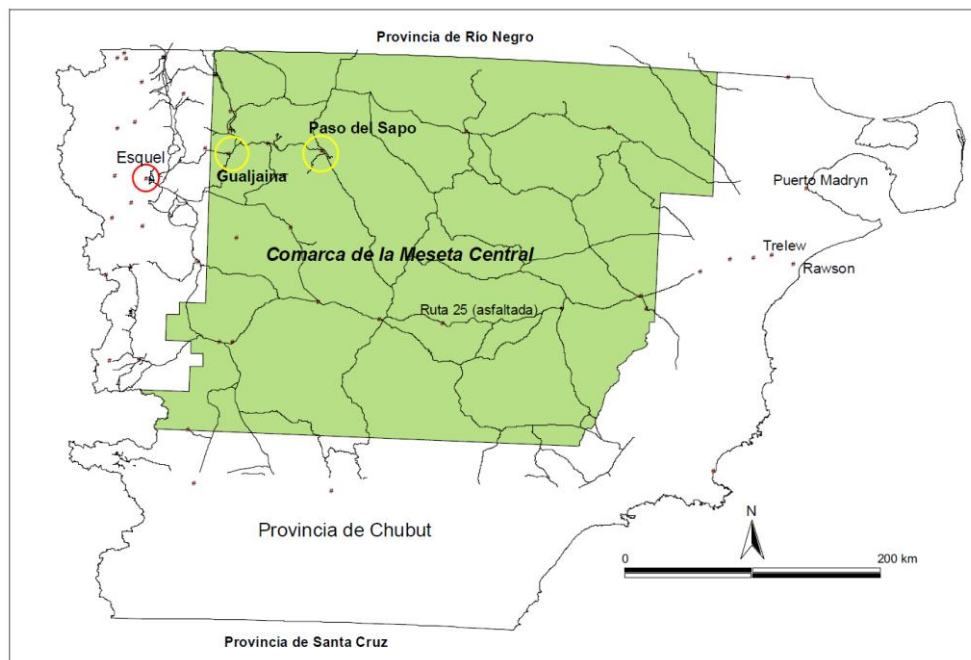 Provincia de Río Negro
Paso del Sapo
Esquel
Gualjaina
Puerto Madryn
Comarca de la Meseta Central
Trelew
Rawson
Ruta 25 (asfaltada)
N
Provincia de Chubut
0
200 km
Provincia de Santa Cruz